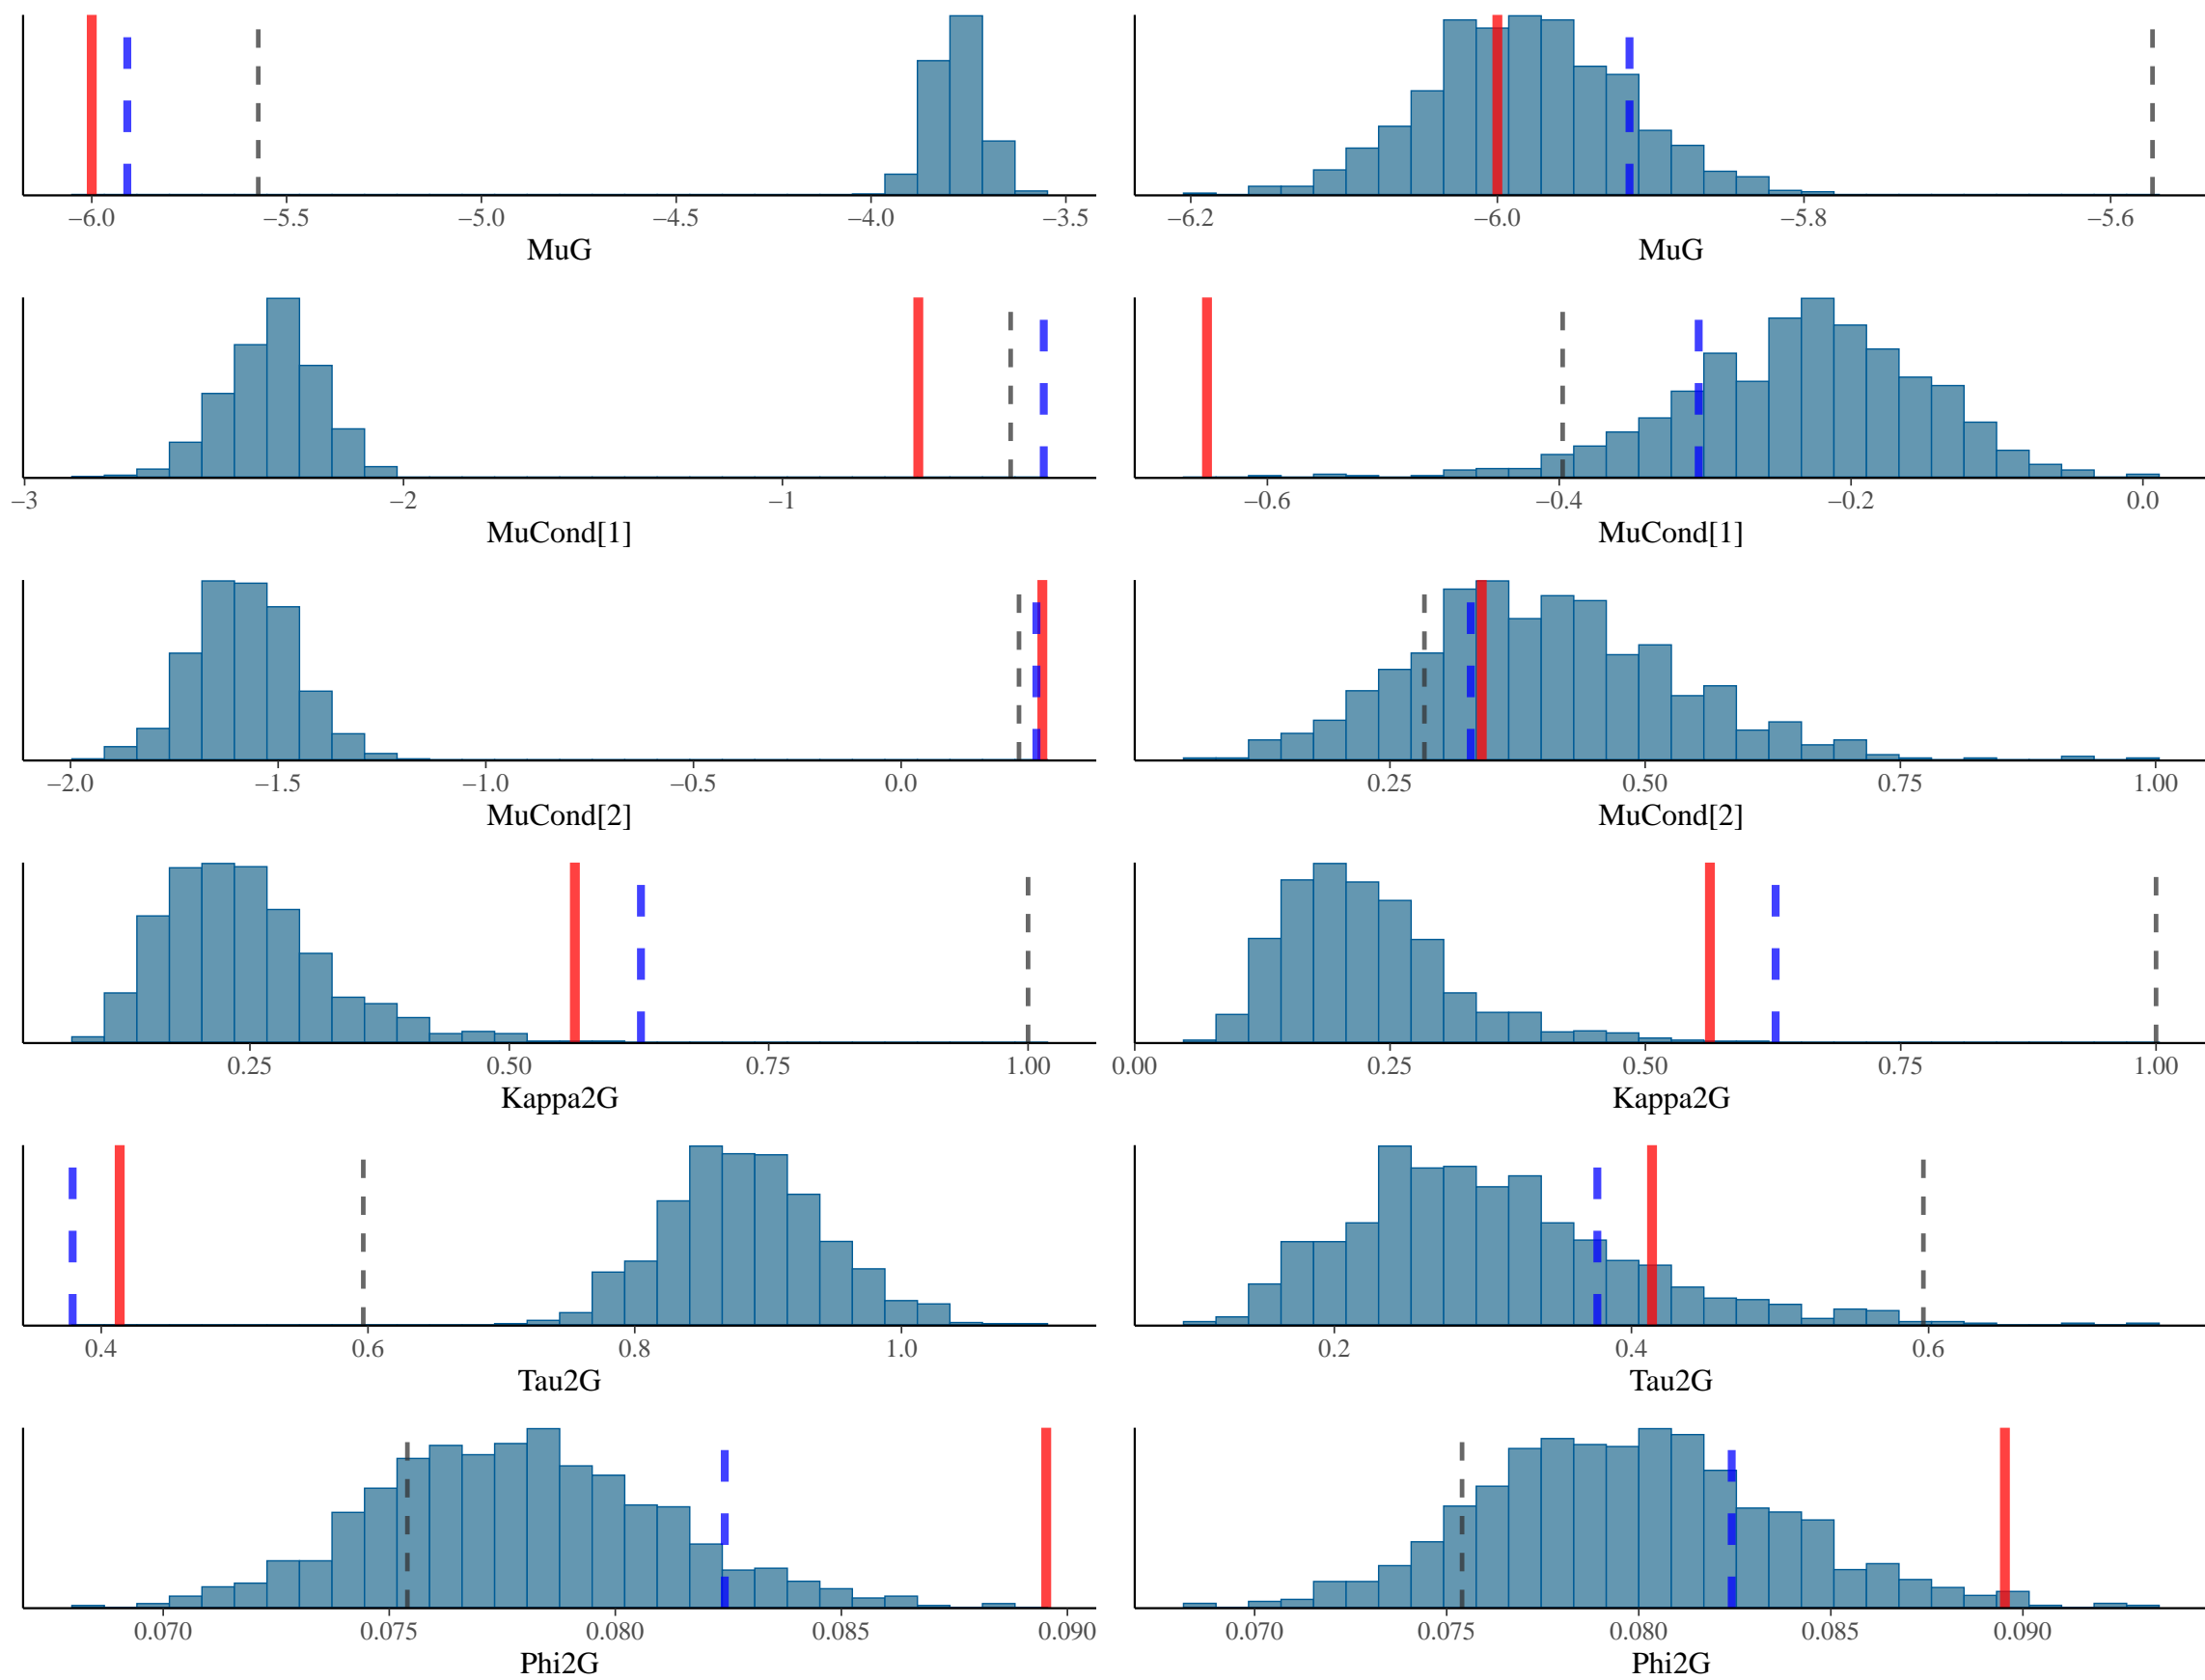 −6.0 −5.5 −5.0 −4.5 −4.0 −3.5
MuG
−6.2 −6.0 −5.8 −5.6
MuG
−3 −2 −1
MuCond[1]
−0.6 −0.4 −0.2 0.0
MuCond[1]
−2.0 −1.5 −1.0 −0.5 0.0
MuCond[2]
0.25 0.50 0.75 1.00
MuCond[2]
0.25 0.50 0.75 1.00
Kappa2G
0.00 0.25 0.50 0.75 1.00
Kappa2G
0.4 0.6 0.8 1.0
Tau2G
0.2 0.4 0.6
Tau2G
0.070 0.075 0.080 0.085 0.090
Phi2G
0.070 0.075 0.080 0.085 0.090
Phi2G